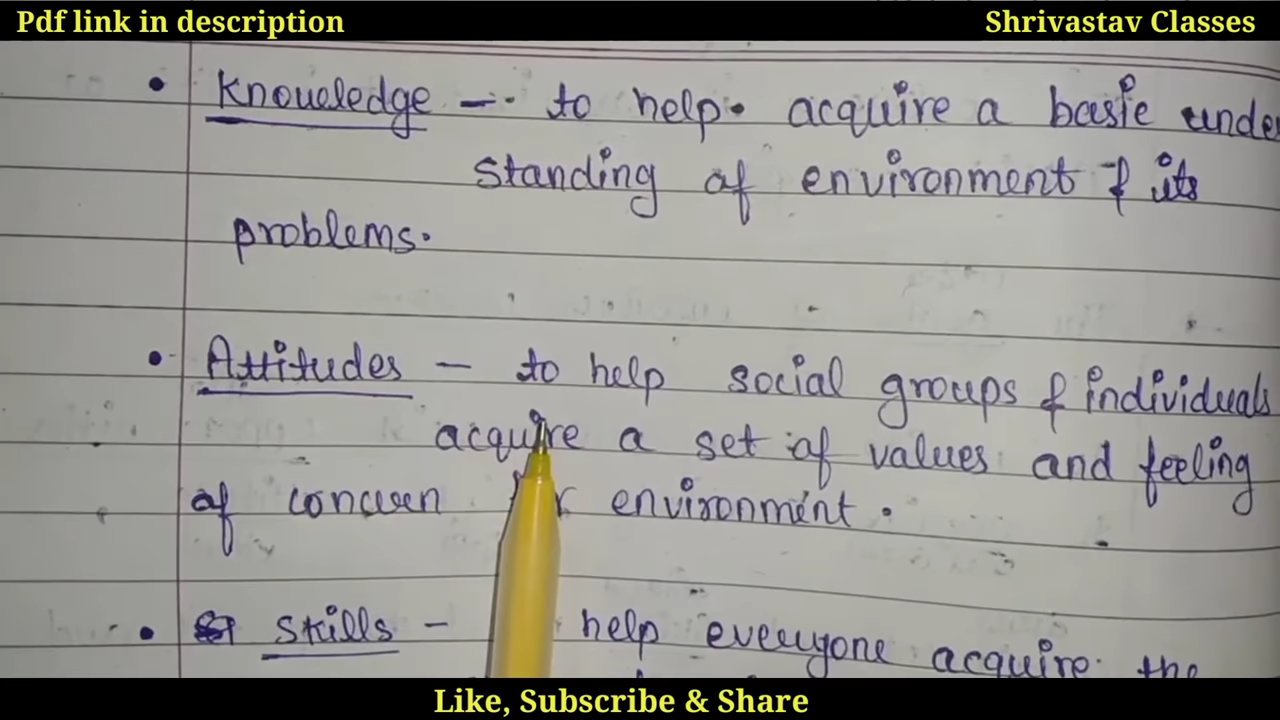 Pdf link in description
Shrivastav Classes
• Knoweledge — to help. acquire a basic under
standing of environment & its
problems.
• Attitudes — to help social groups & individuals
acquire a set of values and feeling
of concern environment.
• Skills — help everyone acquire the
Like, Subscribe & Share